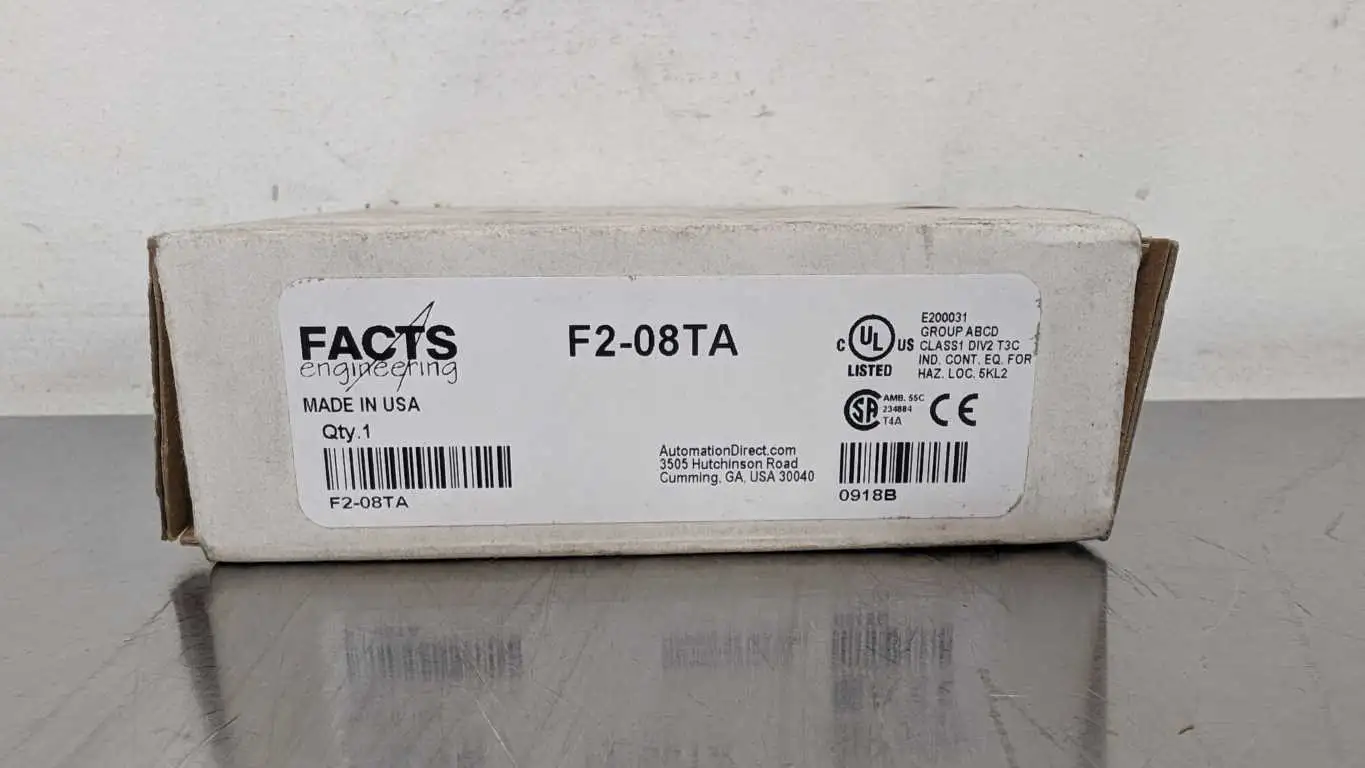 FACTS
engineering
MADE IN USA
Qty.1
F2-08TA
F2-08TA
AutomationDirect.com
3505 Hutchinson Road
Cumming, GA, USA 30040
C UL US
LISTED
E200031
GROUP ABCD
CLASS1 DIV2 T3C
IND. CONT. EQ. FOR
HAZ. LOC. 5KL2
SA
AMB. 55C
234884
T4A
CE
0918B